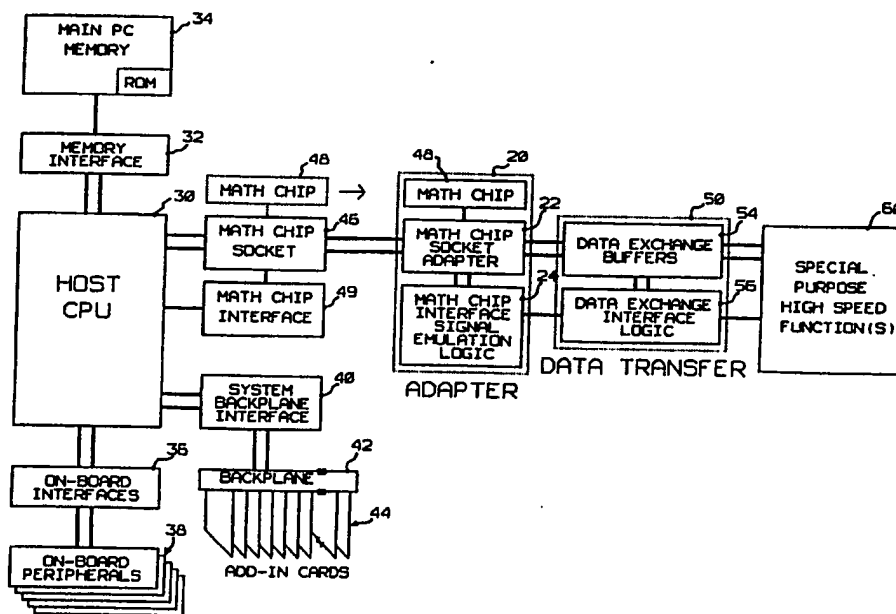 34
MAIN PC
MEMORY
ROM
32
MEMORY
INTERFACE
30
HOST
CPU
48
MATH CHIP
46
MATH CHIP
SOCKET
MATH CHIP
INTERFACE
49
SYSTEM
BACKPLANE
INTERFACE
40
42
BACKPLANE
44
ADD-IN CARDS
36
ON-BOARD
INTERFACES
38
ON-BOARD
PERIPHERALS
48
20
MATH CHIP
22
MATH CHIP
SOCKET
ADAPTER
24
MATH CHIP
INTERFACE
SIGNAL
EMULATION
LOGIC
ADAPTER
50
54
DATA EXCHANGE
BUFFERS
56
DATA EXCHANGE
INTERFACE
LOGIC
DATA TRANSFER
60
SPECIAL
PURPOSE
HIGH SPEED
FUNCTION(S)